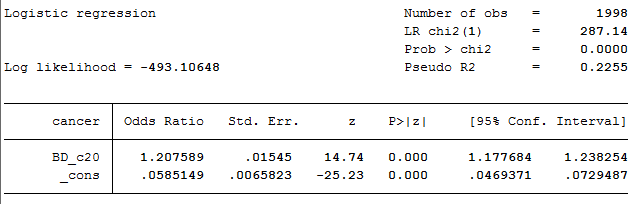 Logistic regression Number of obs = 1998
LR chi2(1) = 287.14
Prob > chi2 = 0.0000
Log likelihood = -493.10648 Pseudo R2 = 0.2255
cancer Odds Ratio Std. Err. z P>|z| [95% Conf. Interval]
BD_c20 1.207589 .01545 14.74 0.000 1.177684 1.238254
_cons .0585149 .0065823 -25.23 0.000 .0469371 .0729487